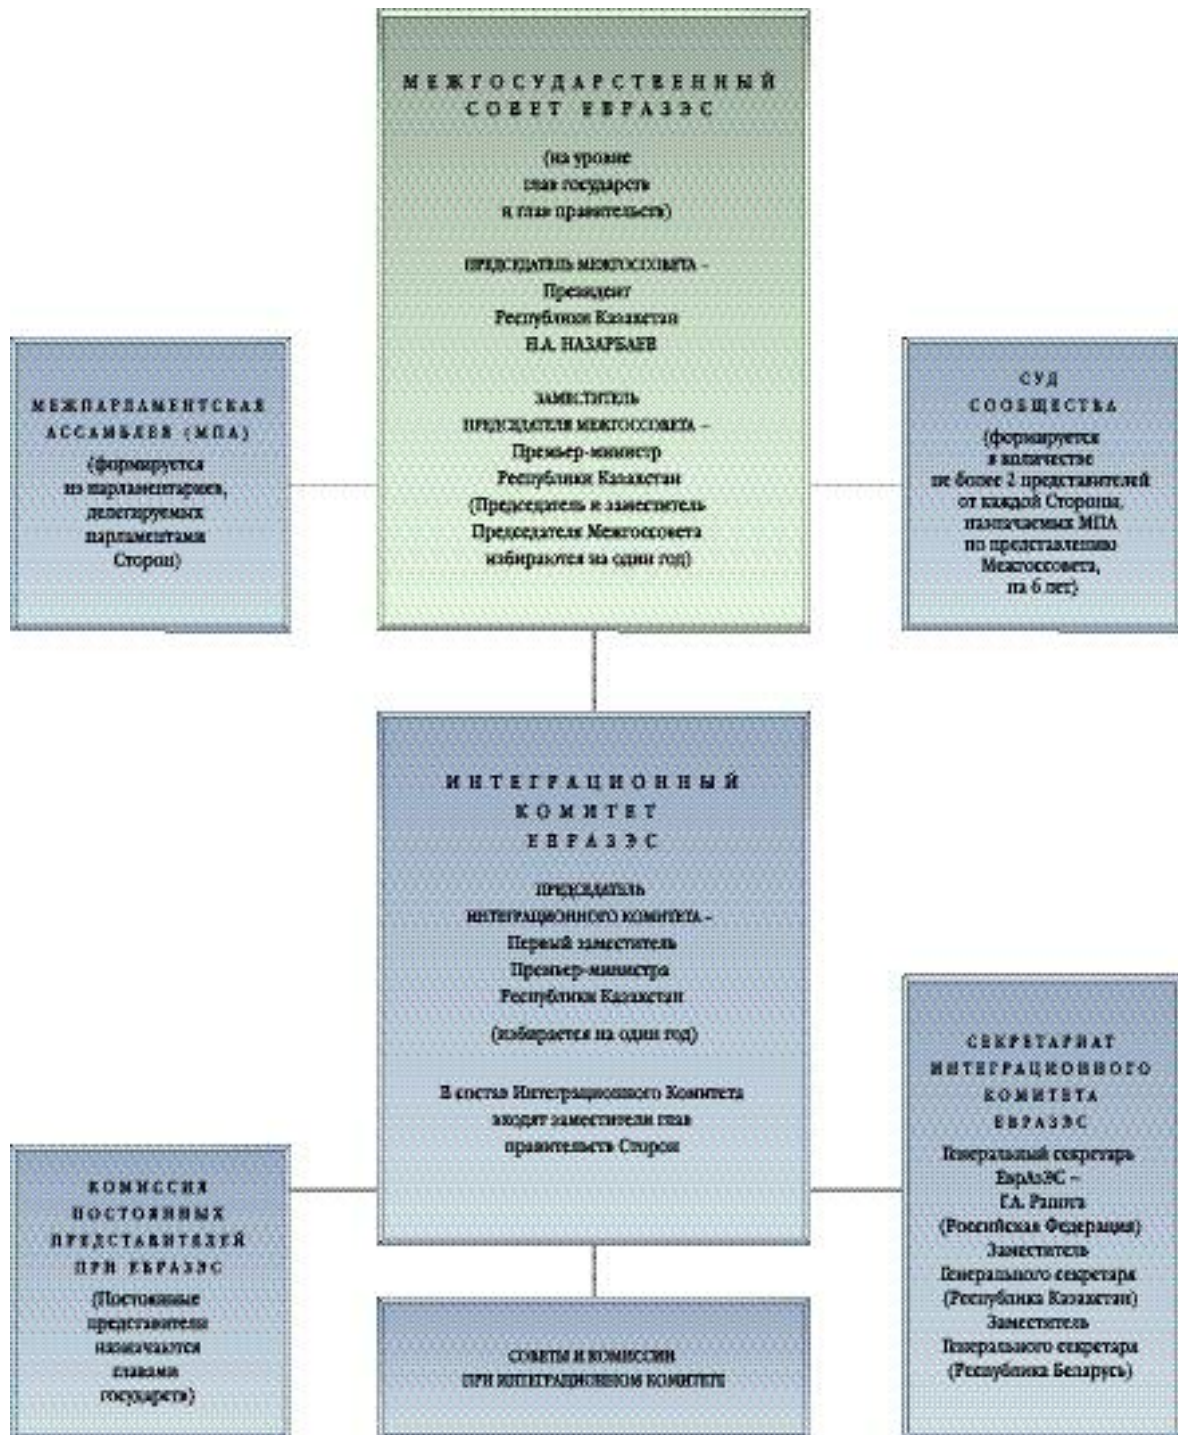 МЕЖГОСУДАРСТВЕННЫЙ
СОВЕТ ЕВРАЗЭС
(на уровне
глав государств
и глав правительств)
ПРЕДСЕДАТЕЛЬ МЕЖГОССОВЕТА –
Президент
Республики Казахстан
Н.А. НАЗАРБАЕВ
ЗАМЕСТИТЕЛЬ
ПРЕДСЕДАТЕЛЯ МЕЖГОССОВЕТА –
Премьер-министр
Республики Казахстан
(Председатель и заместитель
Председателя Межгоссовета
избираются на один год)
МЕЖПАРЛАМЕНТСКАЯ
АССАМБЛЕЯ (МПА)
(формируется
из парламентариев,
делегируемых
парламентами
Сторон)
СУД
СООБЩЕСТВА
(формируется
в количестве
не более 2 представителей
от каждой Стороны,
назначаемых МПА
по представлению
Межгоссовета,
на 6 лет)
ИНТЕГРАЦИОННЫЙ
КОМИТЕТ
ЕВРАЗЭС
ПРЕДСЕДАТЕЛЬ
ИНТЕГРАЦИОННОГО КОМИТЕТА –
Первый заместитель
Премьер-министра
Республики Казахстан
(избирается на один год)
В состав Интеграционного Комитета
входят заместители глав
правительств Сторон
КОМИССИЯ
ПОСТОЯННЫХ
ПРЕДСТАВИТЕЛЕЙ
ПРИ ЕВРАЗЭС
(Постоянные
представители
назначаются
главами
государств)
СОВЕТЫ И КОМИССИИ
ПРИ ИНТЕГРАЦИОННОМ КОМИТЕТЕ
СЕКРЕТАРИАТ
ИНТЕГРАЦИОННОГО
КОМИТЕТА
ЕВРАЗЭС
Генеральный секретарь
ЕврАзЭС –
Г.А. Рапота
(Российская Федерация)
Заместитель
Генерального секретаря
(Республика Казахстан)
Заместитель
Генерального секретаря
(Республика Беларусь)